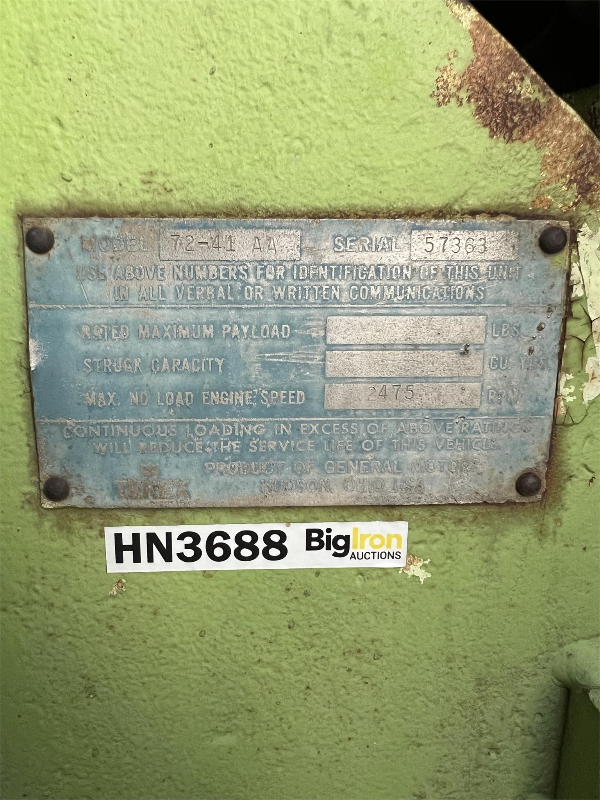 MODEL 72-41 AA SERIAL 57363
USE ABOVE NUMBERS FOR IDENTIFICATION OF THIS UNIT
IN ALL VERBAL OR WRITTEN COMMUNICATIONS
RATED MAXIMUM PAYLOAD LBS.
STRUCK CAPACITY CU. YDS.
MAX. NO LOAD ENGINE SPEED 2475 RPM
CONTINUOUS LOADING IN EXCESS OF ABOVE RATINGS
WILL REDUCE THE SERVICE LIFE OF THIS VEHICLE
PRODUCT OF GENERAL MOTORS
TEREX HUDSON, OHIO USA
HN3688 BigIron
AUCTIONS